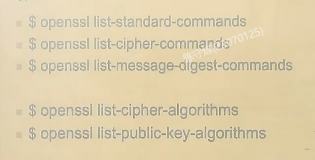 $ openssl list-standard-commands
$ openssl list-cipher-commands
$ openssl list-message-digest-commands
$ openssl list-cipher-algorithms
$ openssl list-public-key-algorithms